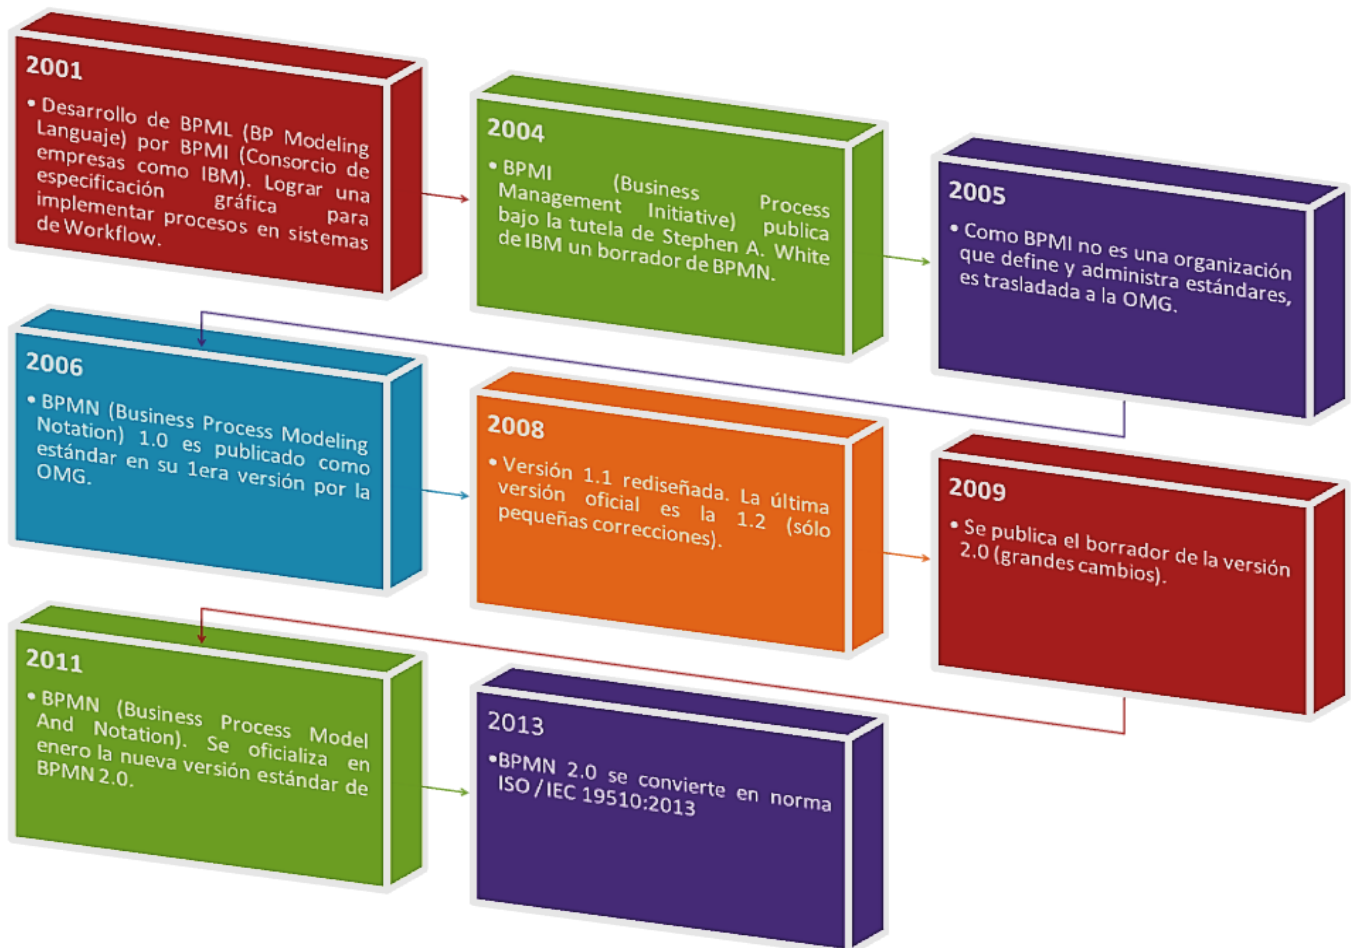 2001
• Desarrollo de BPML (BP Modeling
Languaje) por BPMI (Consorcio de
empresas como IBM). Lograr una
especificación gráfica para
implementar procesos en sistemas
de Workflow.
2004
• BPMI (Business Process
Management Initiative) publica
bajo la tutela de Stephen A. White
de IBM un borrador de BPMN.
2005
• Como BPMI no es una organización
que define y administra estándares,
es trasladada a la OMG.
2006
• BPMN (Business Process Modeling
Notation) 1.0 es publicado como
estándar en su 1era versión por la
OMG.
2008
• Versión 1.1 rediseñada. La última
versión oficial es la 1.2 (sólo
pequeñas correcciones).
2009
• Se publica el borrador de la versión
2.0 (grandes cambios).
2011
• BPMN (Business Process Model
And Notation). Se oficializa en
enero la nueva versión estándar de
BPMN 2.0.
2013
•BPMN 2.0 se convierte en norma
ISO / IEC 19510:2013